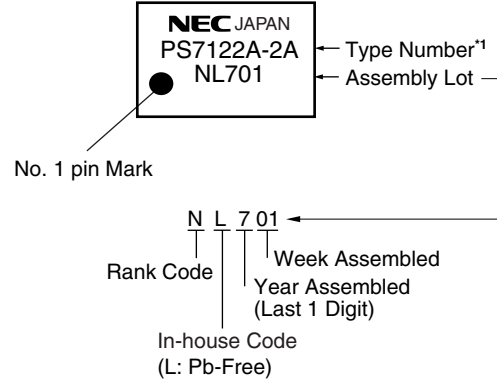 NEC JAPAN
PS7122A-2A
NL701
Type Number*1
Assembly Lot
No. 1 pin Mark
N L 7 01
Rank Code
Week Assembled
Year Assembled
(Last 1 Digit)
In-house Code
(L: Pb-Free)